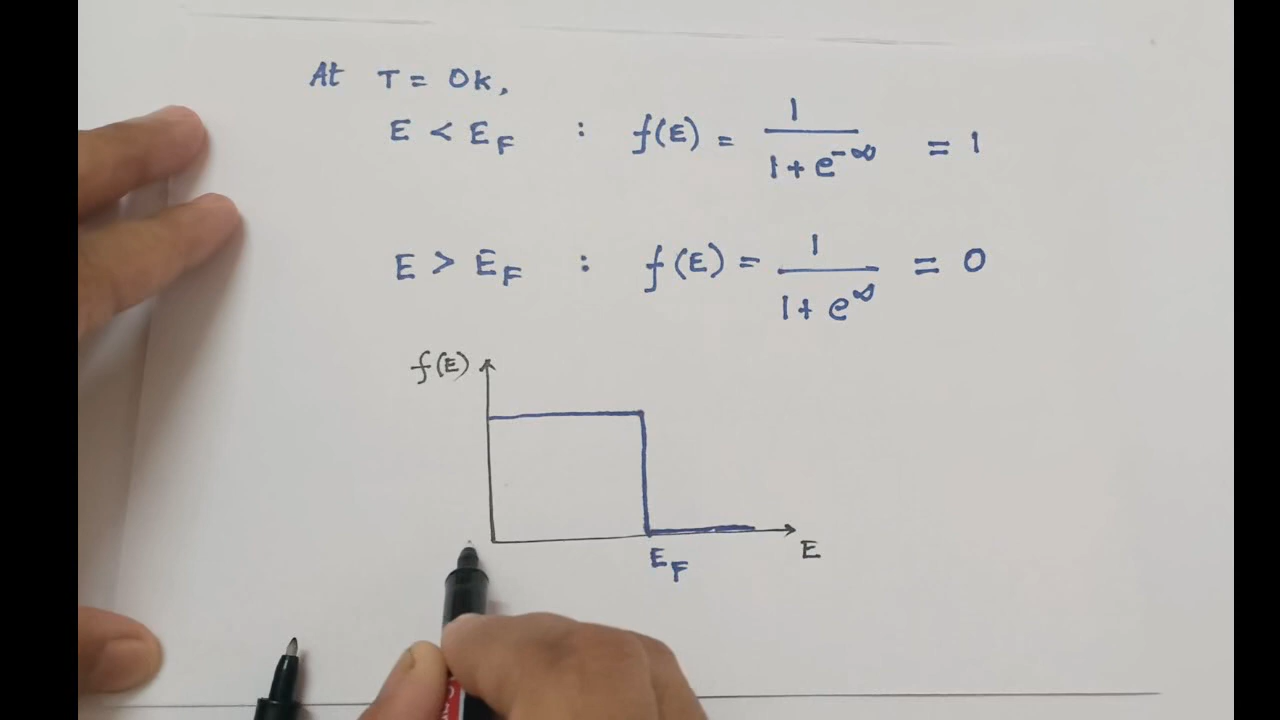 At T = 0K,
E < E_F : f(E) = 1/(1 + e^{-∞}) = 1
E > E_F : f(E) = 1/(1 + e^{∞}) = 0
f(E)
E_F
E